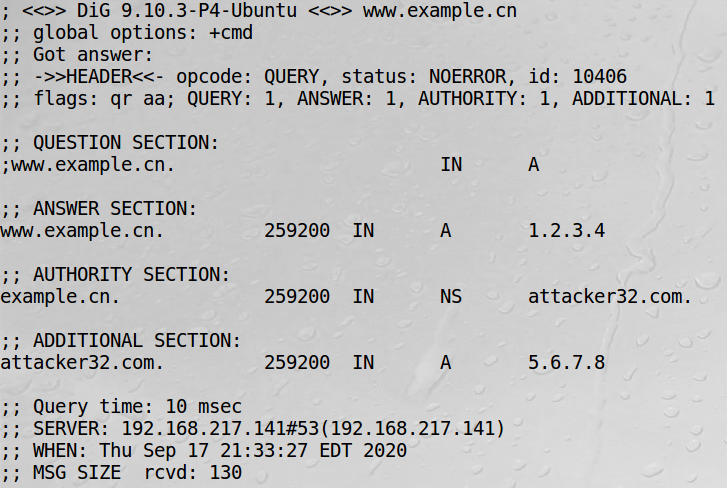 ; <<>> DiG 9.10.3-P4-Ubuntu <<>> www.example.cn
;; global options: +cmd
;; Got answer:
;; ->>HEADER<<- opcode: QUERY, status: NOERROR, id: 10406
;; flags: qr aa; QUERY: 1, ANSWER: 1, AUTHORITY: 1, ADDITIONAL: 1
;; QUESTION SECTION:
;www.example.cn. IN A
;; ANSWER SECTION:
www.example.cn. 259200 IN A 1.2.3.4
;; AUTHORITY SECTION:
example.cn. 259200 IN NS attacker32.com.
;; ADDITIONAL SECTION:
attacker32.com. 259200 IN A 5.6.7.8
;; Query time: 10 msec
;; SERVER: 192.168.217.141#53(192.168.217.141)
;; WHEN: Thu Sep 17 21:33:27 EDT 2020
;; MSG SIZE rcvd: 130